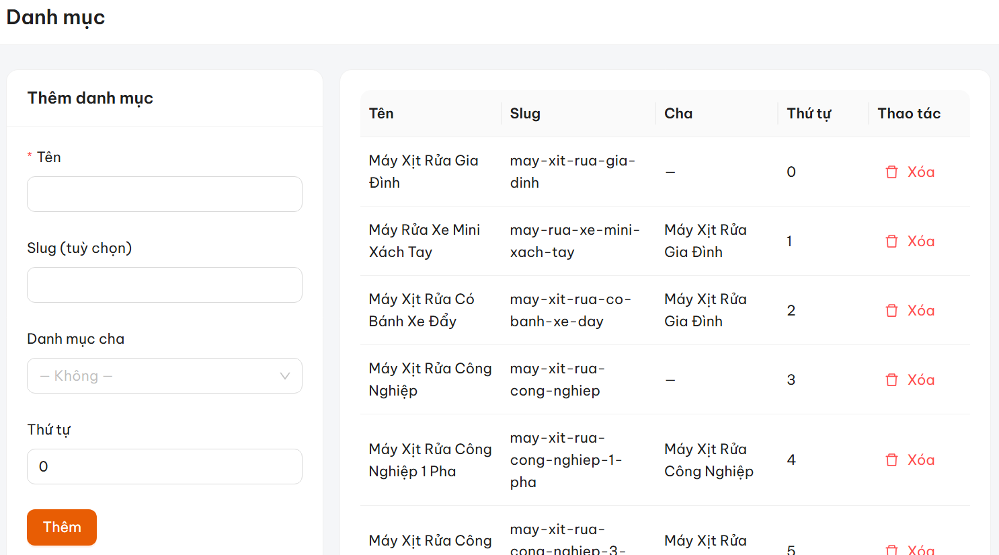 Danh mục
Thêm danh mục
* Tên
Slug (tuỳ chọn)
Danh mục cha
— Không —
Thứ tự
0
Thêm
Tên Slug Cha Thứ tự Thao tác
Máy Xịt Rửa Gia may-xit-rua-gia-
Đình dinh — 0 Xóa
Máy Rửa Xe Mini may-rua-xe-mini- Máy Xịt Rửa
Xách Tay xach-tay Gia Đình 1 Xóa
Máy Xịt Rửa Có may-xit-rua-co- Máy Xịt Rửa
Bánh Xe Đẩy banh-xe-day Gia Đình 2 Xóa
Máy Xịt Rửa Công may-xit-rua-
Nghiệp cong-nghiep — 3 Xóa
may-xit-rua-
Máy Xịt Rửa Công cong-nghiep-1- Máy Xịt Rửa 4 Xóa
Nghiệp 1 Pha pha Công Nghiệp
may-xit-rua-
Máy Xịt Rửa Công cong-nghiep-3- Máy Xịt Rửa 5 Xóa